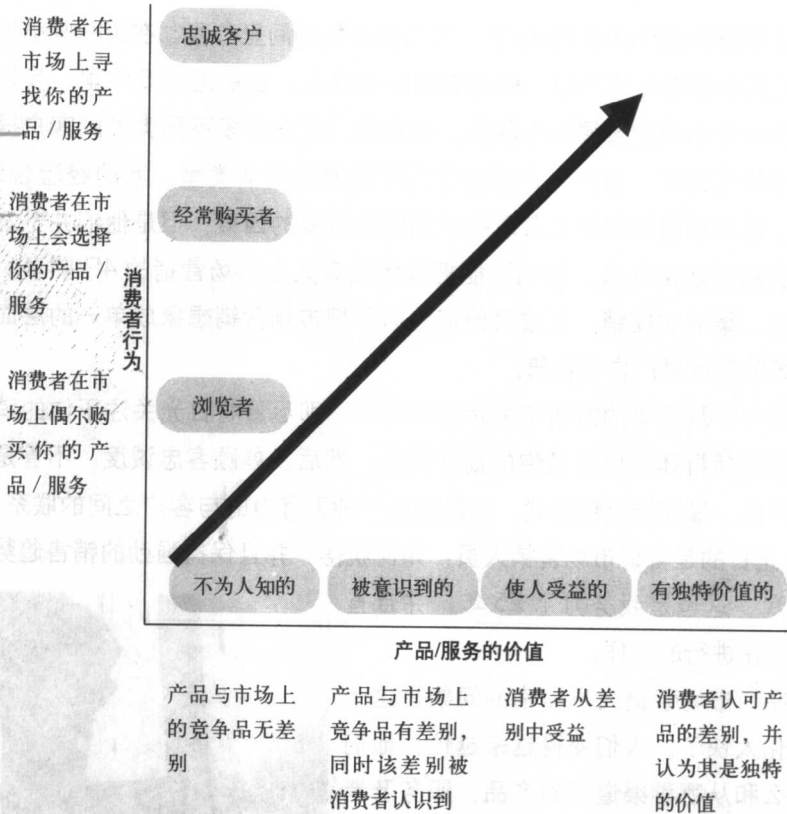 消费者在
市场上寻
找你的产
品/服务
忠诚客户
消费者在市
场上会选择
你的产品/
服务
经常购买者
消费者行为
消费者在市
场上偶尔购
买你的产
品/服务
浏览者
不为人知的
被意识到的
使人受益的
有独特价值的
产品/服务的价值
产品与市场上
的竞争品无差
别
产品与市场上
竞争品有差别，
同时该差别被
消费者认识到
消费者从差
别中受益
消费者认可产
品的差别，并
认为其是独特
的价值